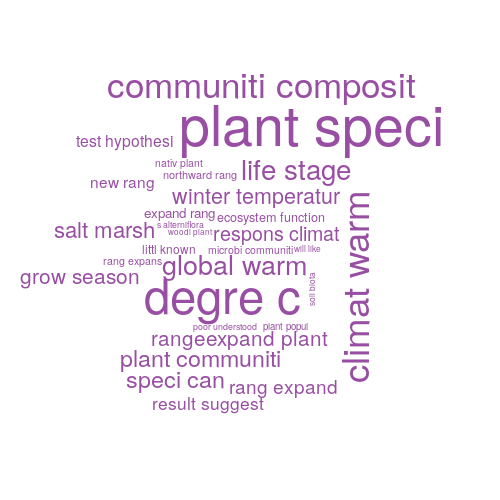 communiti composit
plant speci
test hypothesi
nativ plant
life stage
northward rang
new rang
winter temperatur
climat warm
expand rang
ecosystem function
s alterniflora
salt marsh
woodi plant
respons climat
littl known
microbi communiti
will like
rang expans
global warm
grow season
soil biota
degre c
poor understood
plant popul
rangeexpand plant
plant communiti
speci can
rang expand
result suggest